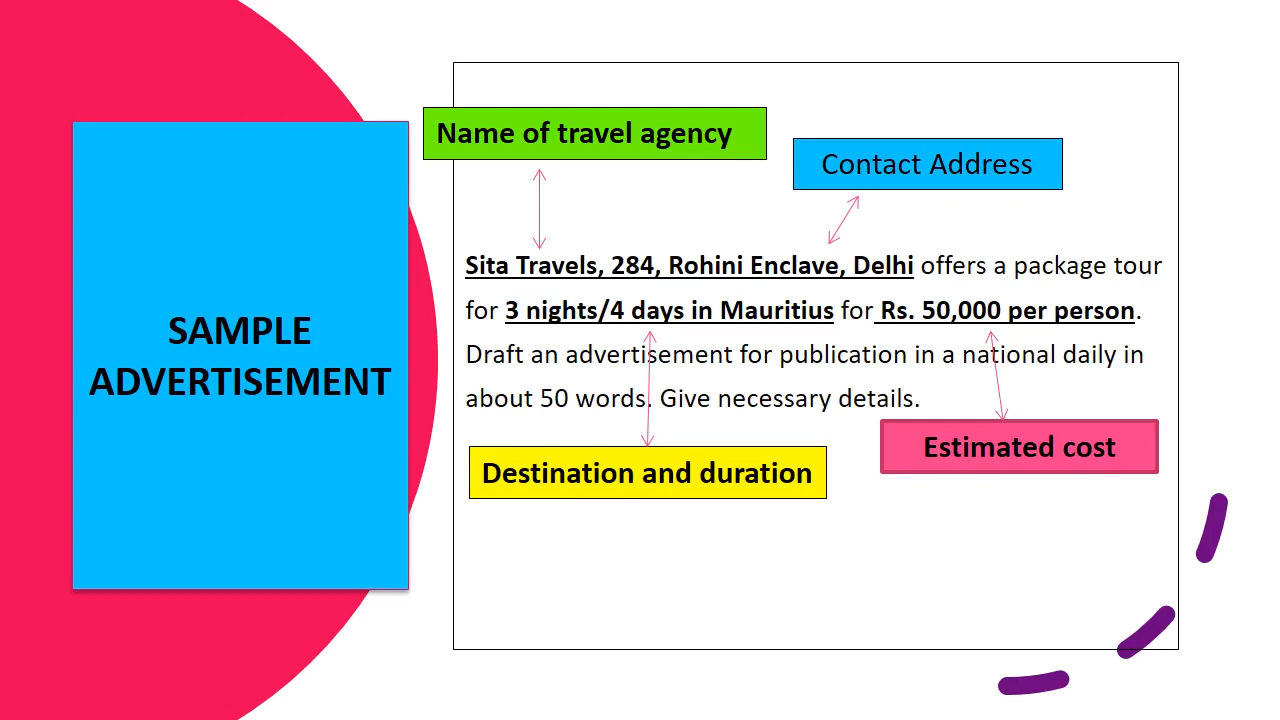 SAMPLE
ADVERTISEMENT
Name of travel agency
Contact Address
Sita Travels, 284, Rohini Enclave, Delhi offers a package tour
for 3 nights/4 days in Mauritius for Rs. 50,000 per person.
Draft an advertisement for publication in a national daily in
about 50 words. Give necessary details.
Estimated cost
Destination and duration